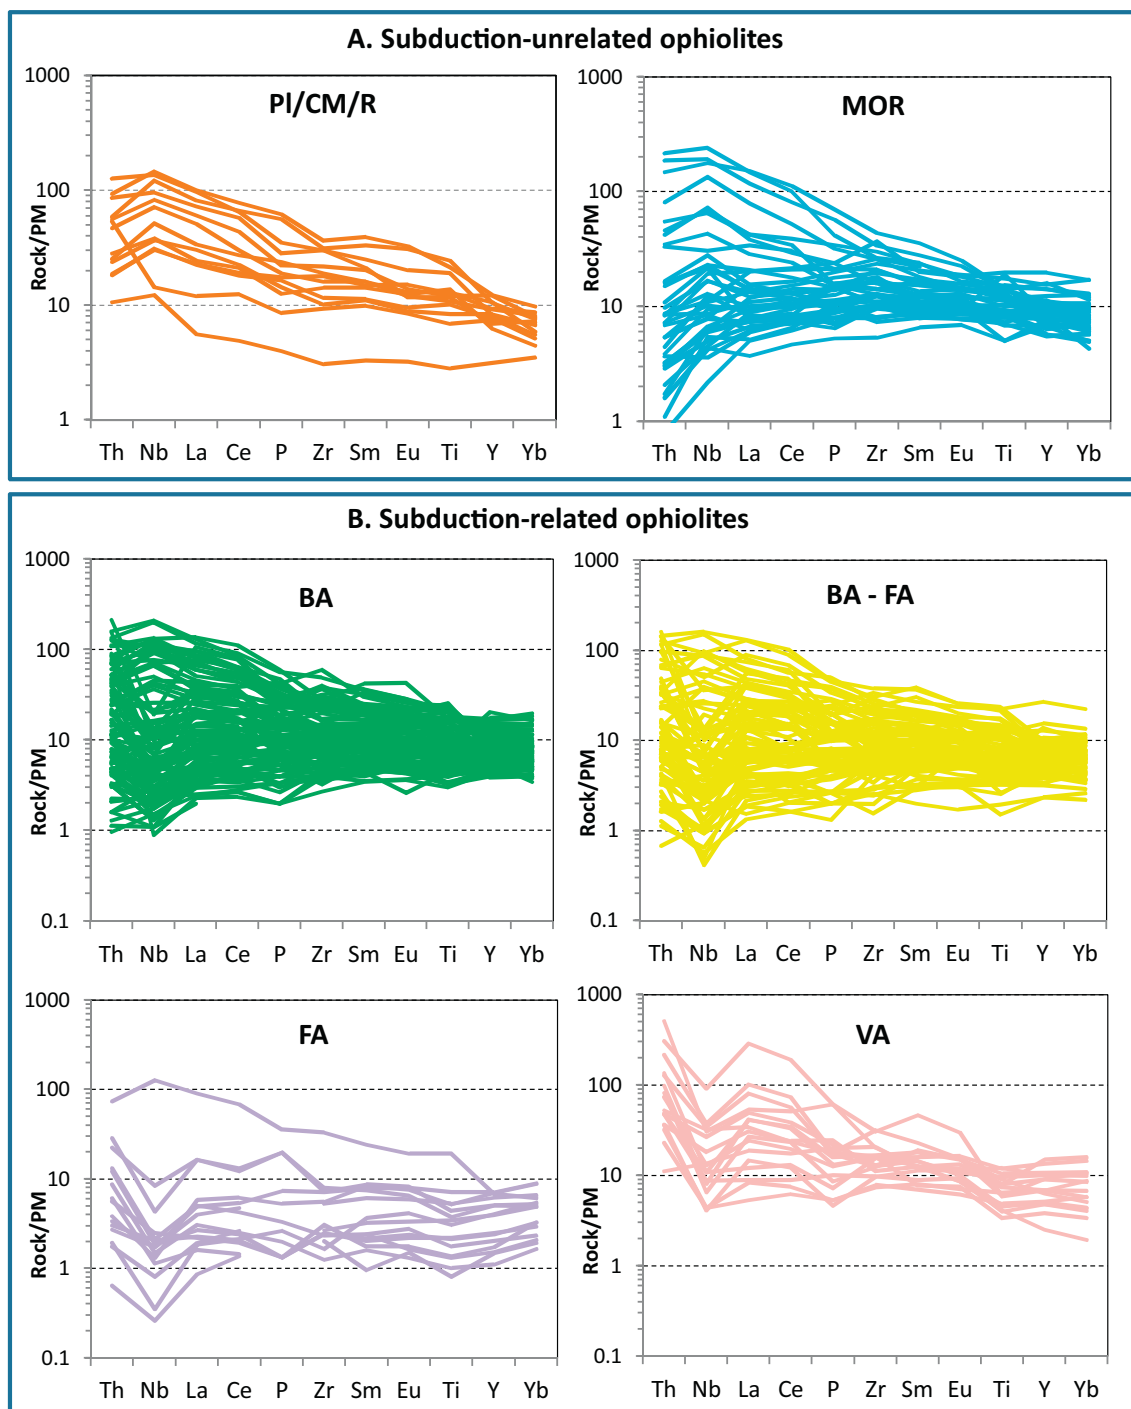 A. Subduction-unrelated ophiolites
Pl/CM/R
1000
100
10
1
Rock/PM
Th Nb La Ce P Zr Sm Eu Ti Y Yb
MOR
1000
100
10
1
Rock/PM
Th Nb La Ce P Zr Sm Eu Ti Y Yb
B. Subduction-related ophiolites
BA
1000
100
10
1
0.1
Rock/PM
Th Nb La Ce P Zr Sm Eu Ti Y Yb
BA - FA
1000
100
10
1
0.1
Rock/PM
Th Nb La Ce P Zr Sm Eu Ti Y Yb
FA
1000
100
10
1
0.1
Rock/PM
Th Nb La Ce P Zr Sm Eu Ti Y Yb
VA
1000
100
10
1
0.1
Rock/PM
Th Nb La Ce P Zr Sm Eu Ti Y Yb